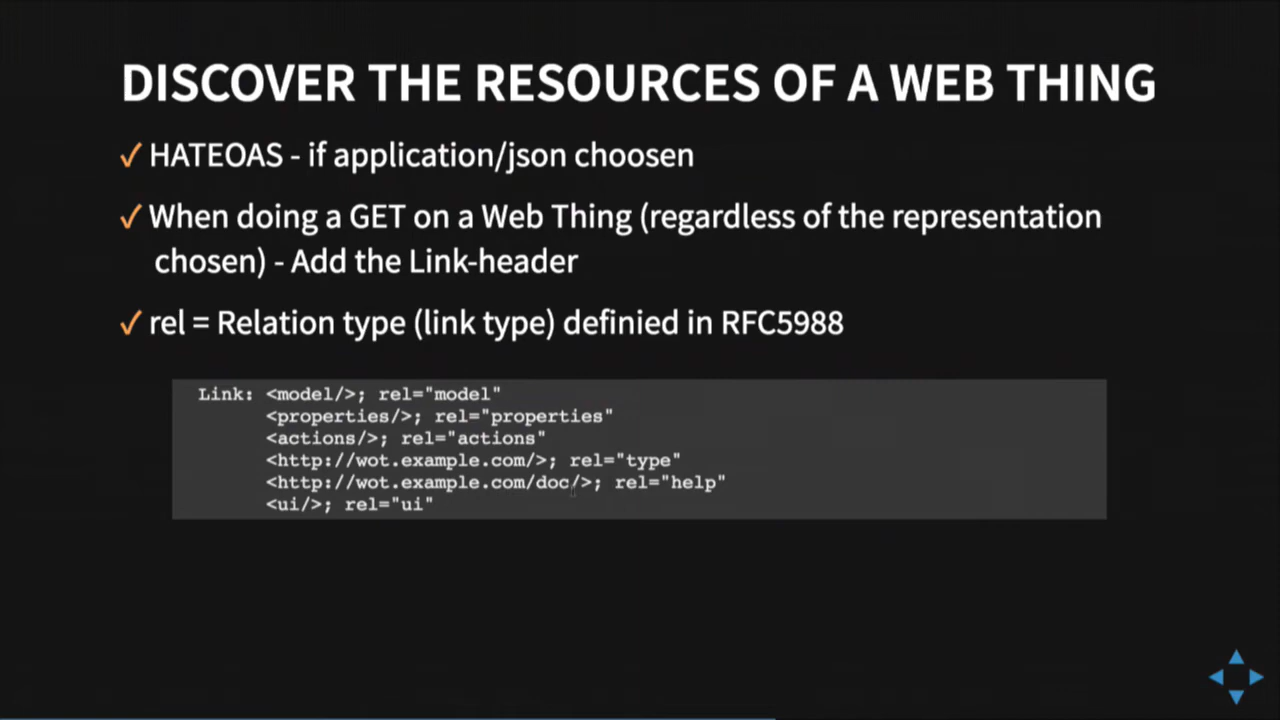 DISCOVER THE RESOURCES OF A WEB THING
✓ HATEOAS - if application/json choosen
✓ When doing a GET on a Web Thing (regardless of the representation
chosen) - Add the Link-header
✓ rel = Relation type (link type) definied in RFC5988
Link: <model/>; rel="model"
<properties/>; rel="properties"
<actions/>; rel="actions"
<http://wot.example.com/>; rel="type"
<http://wot.example.com/doc/>; rel="help"
<ui/>; rel="ui"